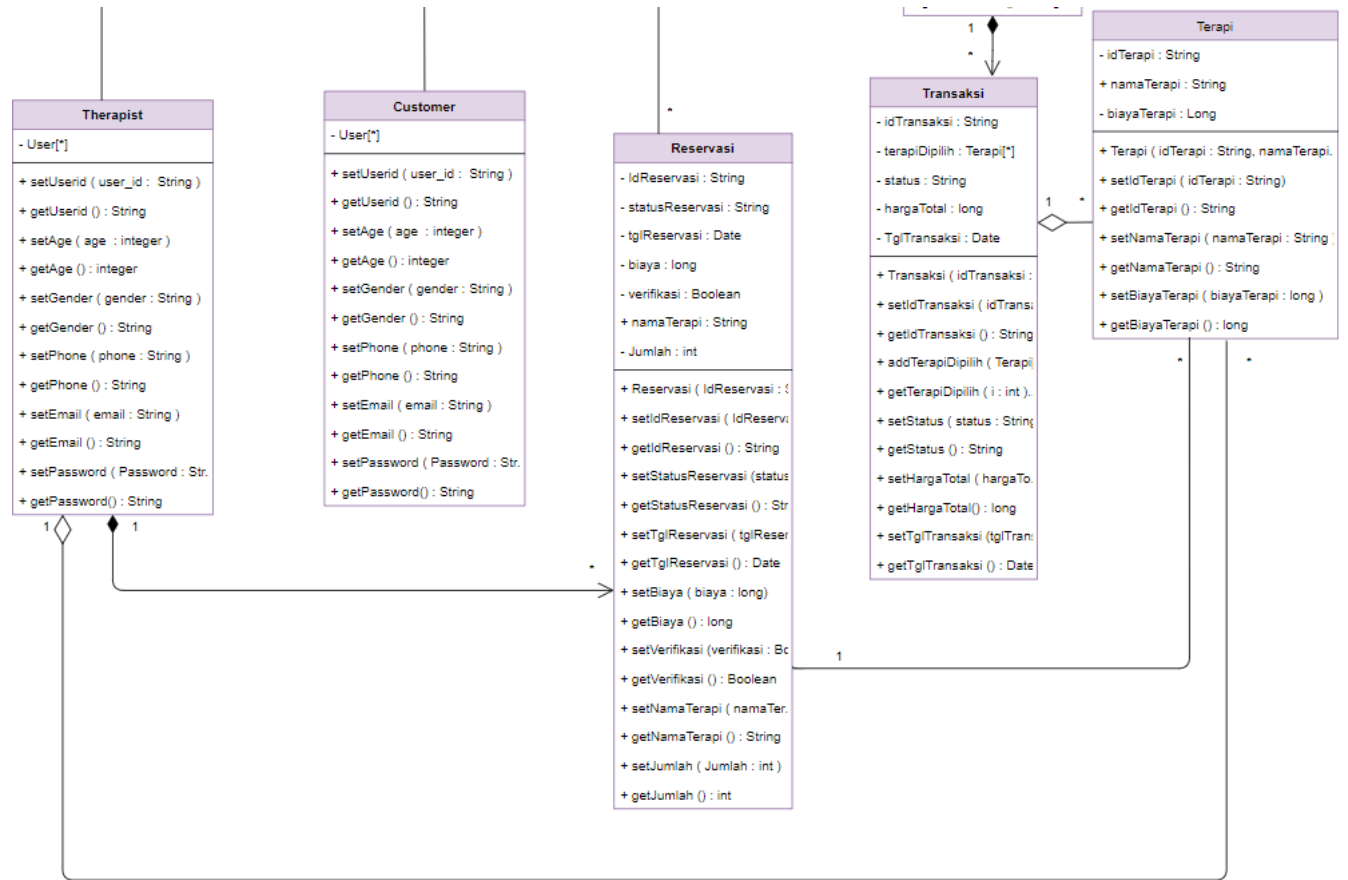 Therapist
- User[*]
+ setUserid ( user_id : String )
+ getUserid () : String
+ setAge ( age : integer )
+ getAge () : integer
+ setGender ( gender : String )
+ getGender () : String
+ setPhone ( phone : String )
+ getPhone () : String
+ setEmail ( email : String )
+ getEmail () : String
+ setPassword ( Password : Str.
+ getPassword() : String
1
1
Customer
- User[*]
+ setUserid ( user_id : String )
+ getUserid () : String
+ setAge ( age : integer )
+ getAge () : integer
+ setGender ( gender : String )
+ getGender () : String
+ setPhone ( phone : String )
+ getPhone () : String
+ setEmail ( email : String )
+ getEmail () : String
+ setPassword ( Password : Str.
+ getPassword() : String
*
*
Reservasi
- IdReservasi : String
- statusReservasi : String
- tglReservasi : Date
- biaya : long
- verifikasi : Boolean
+ namaTerapi : String
- Jumlah : int
+ Reservasi ( IdReservasi :
+ setIdReservasi (
+ getIdReservasi () : String
+ setStatusReservasi (status
+ getStatusReservasi () : Str
+ setTglReservasi ( tglReser
+ getTglReservasi () : Date
+ setBiaya ( biaya : long)
+ getBiaya () : long
+ setVerifikasi (verifikasi : Bo
+ getVerifikasi () : Boolean
+ setNamaTerapi ( namaTer.
+ getNamaTerapi () : String
+ setJumlah ( Jumlah : int )
+ getJumlah () : int
1
1
*
Transaksi
- idTransaksi : String
- terapiDipilih : Terapi[*]
- status : String
- hargaTotal : long
- TglTransaksi : Date
+ Transaksi ( idTransaksi :
+ setIdTransaksi ( idTransa
+ getIdTransaksi () : String
+ addTerapiDipilih ( Terapi
+ getTerapiDipilih ( i : int )..
+ setStatus ( status : String
+ getStatus () : String
+ setHargaTotal ( hargaTo.
+ getHargaTotal() : long
+ setTglTransaksi (tglTran
+ getTglTransaksi () : Date
1
*
Terapi
- idTerapi : String
+ namaTerapi : String
- biayaTerapi : Long
+ Terapi ( idTerapi : String, namaTerapi.
+ setIdTerapi ( idTerapi : String)
+ getIdTerapi () : String
+ setNamaTerapi ( namaTerapi : String
+ getNamaTerapi () : String
+ setBiayaTerapi ( biayaTerapi : long )
+ getBiayaTerapi () : long
*
*